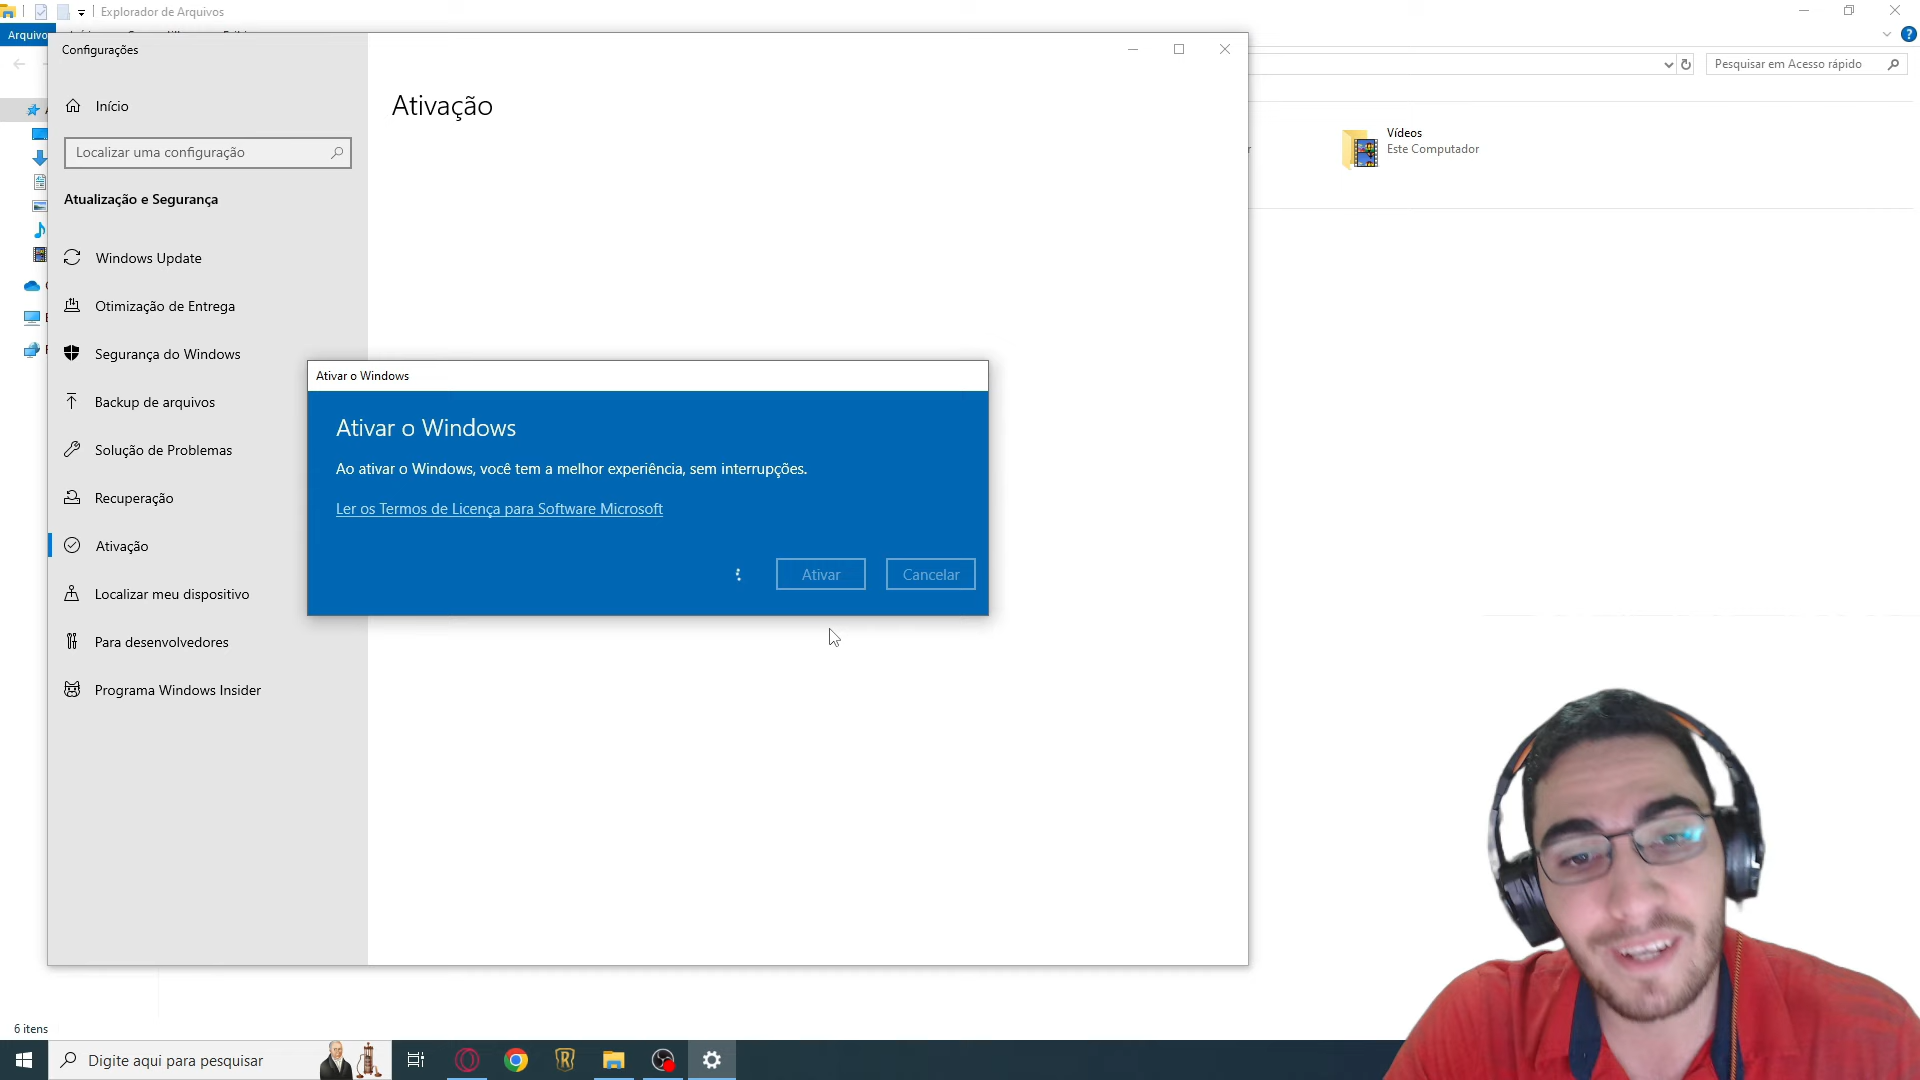 Explorador de Arquivos
Arquivo
Pesquisar em Acesso rápido
Configurações
Início
Localizar uma configuração
Atualização e Segurança
Windows Update
Otimização de Entrega
Segurança do Windows
Backup de arquivos
Solução de Problemas
Recuperação
Ativação
Localizar meu dispositivo
Para desenvolvedores
Programa Windows Insider
Ativação
Vídeos
Este Computador
Ativar o Windows
Ativar o Windows
Ao ativar o Windows, você tem a melhor experiência, sem interrupções.
Ler os Termos de Licença para Software Microsoft
Ativar
Cancelar
6 itens
Digite aqui para pesquisar